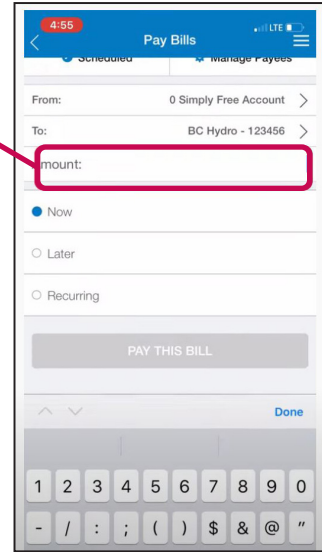 4:55
LTE
Pay Bills
Scheduled Manage Payees
From: 0 Simply Free Account
To: BC Hydro - 123456
Amount:
Now
Later
Recurring
PAY THIS BILL
Done
1 2 3 4 5 6 7 8 9 0
- / : ; ( ) $ & @ "